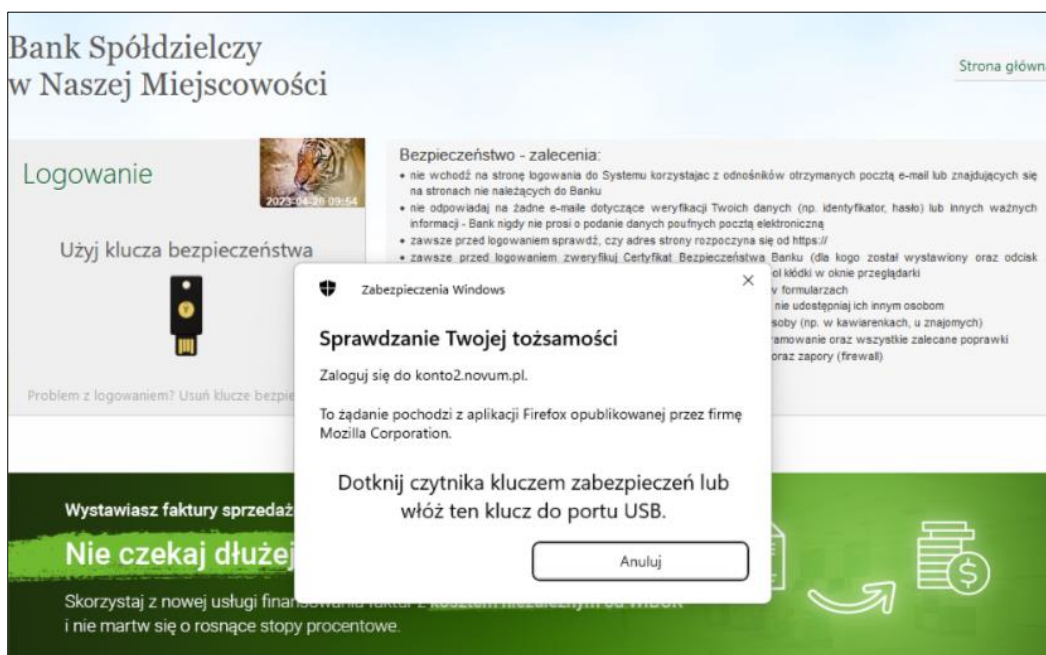 Bank Spółdzielczy
w Naszej Miejscowości
Strona główn
Logowanie
2023-04-26 09:54
Użyj klucza bezpieczeństwa
Problem z logowaniem? Usuń klucze bezpie
Bezpieczeństwo - zalecenia:
• nie wchodź na stronę logowania do Systemu korzystajac z odnośników otrzymanych pocztą e-mail lub znajdujących się
na stronach nie należących do Banku
• nie odpowiadaj na żadne e-maile dotyczące weryfikacji Twoich danych (np. identyfikator, hasło) lub innych ważnych
informacji - Bank nigdy nie prosi o podanie danych poufnych pocztą elektroniczną
• zawsze przed logowaniem sprawdź, czy adres strony rozpoczyna się od https://
• zawsze przed logowaniem zweryfikuj Certyfikat Bezpieczeństwa Banku (dla kogo został wystawiony oraz odcisk
ol kłódki w oknie przeglądarki
v formularzach
nie udostępniaj ich innym osobom
soby (np. w kawiarenkach, u znajomych)
ramowanie oraz wszystkie zalecane poprawki
oraz zapory (firewall)
Zabezpieczenia Windows
Sprawdzanie Twojej tożsamości
Zaloguj się do konto2.novum.pl.
To żądanie pochodzi z aplikacji Firefox opublikowanej przez firmę
Mozilla Corporation.
Dotknij czytnika kluczem zabezpieczeń lub
włóż ten klucz do portu USB.
Anuluj
Wystawiasz faktury sprzedaż
Nie czekaj dłużej
Skorzystaj z nowej usługi finansowania faktur z kosztem niezależnym od WIBOR
i nie martw się o rosnące stopy procentowe.